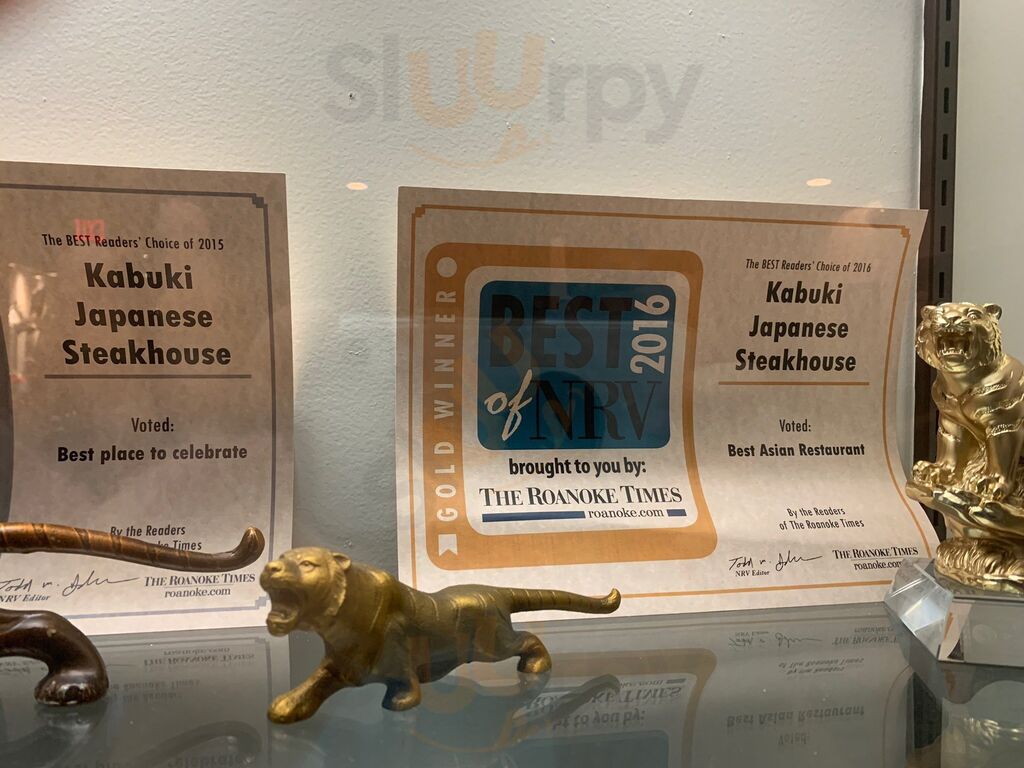 SluUrpy
The BEST Readers' Choice of 2015
Kabuki
Japanese
Steakhouse
Voted:
Best place to celebrate
By the Readers
Times
NRV Editor
THE ROANOKE TIMES
roanoke.com
GOLD WINNER
BEST
2016
of NRV
brought to you by:
THE ROANOKE TIMES
roanoke.com
The BEST Readers' Choice of 2016
Kabuki
Japanese
Steakhouse
Voted:
Best Asian Restaurant
By the Readers
of The Roanoke Times
NRV Editor
THE ROANOKE TIMES
roanoke.com